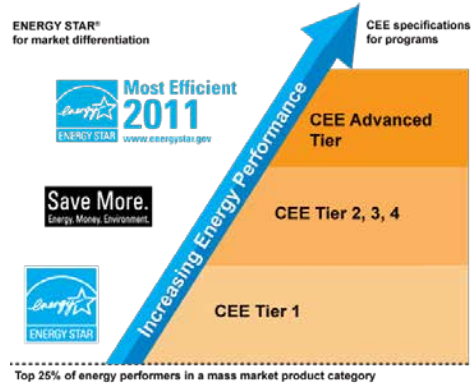 ENERGY STAR®
for market differentiation
CEE specifications
for programs
energy
ENERGY STAR
Most Efficient
2011
www.energystar.gov
Increasing Energy Performance
CEE Advanced
Tier
Save More.
Energy. Money. Environment.
CEE Tier 2, 3, 4
energy
ENERGY STAR
CEE Tier 1
Top 25% of energy performers in a mass market product category